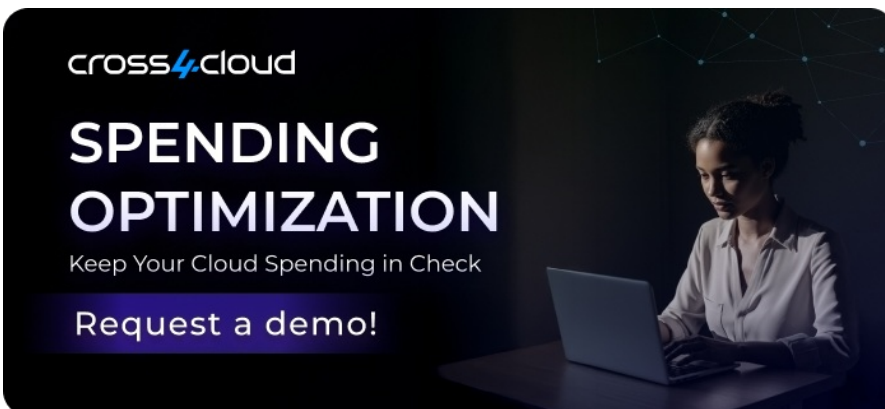 cross4cloud
SPENDING
OPTIMIZATION
Keep Your Cloud Spending in Check
Request a demo!